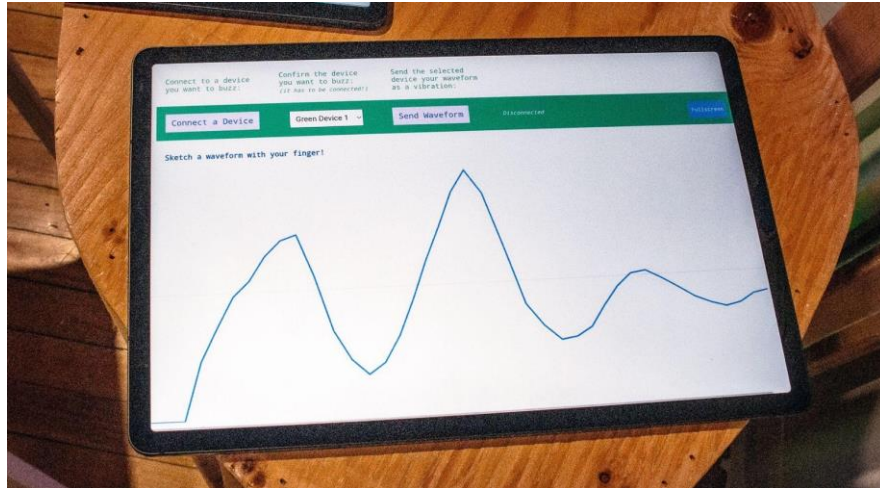 Connect to a device
you want to buzz:
Confirm the device
you want to buzz:
(it has to be connected!)
Send the selected
device your waveform
as a vibration:
Connect a Device
Green Device 1
Send Waveform
Disconnected
Fullscreen
Sketch a waveform with your finger!